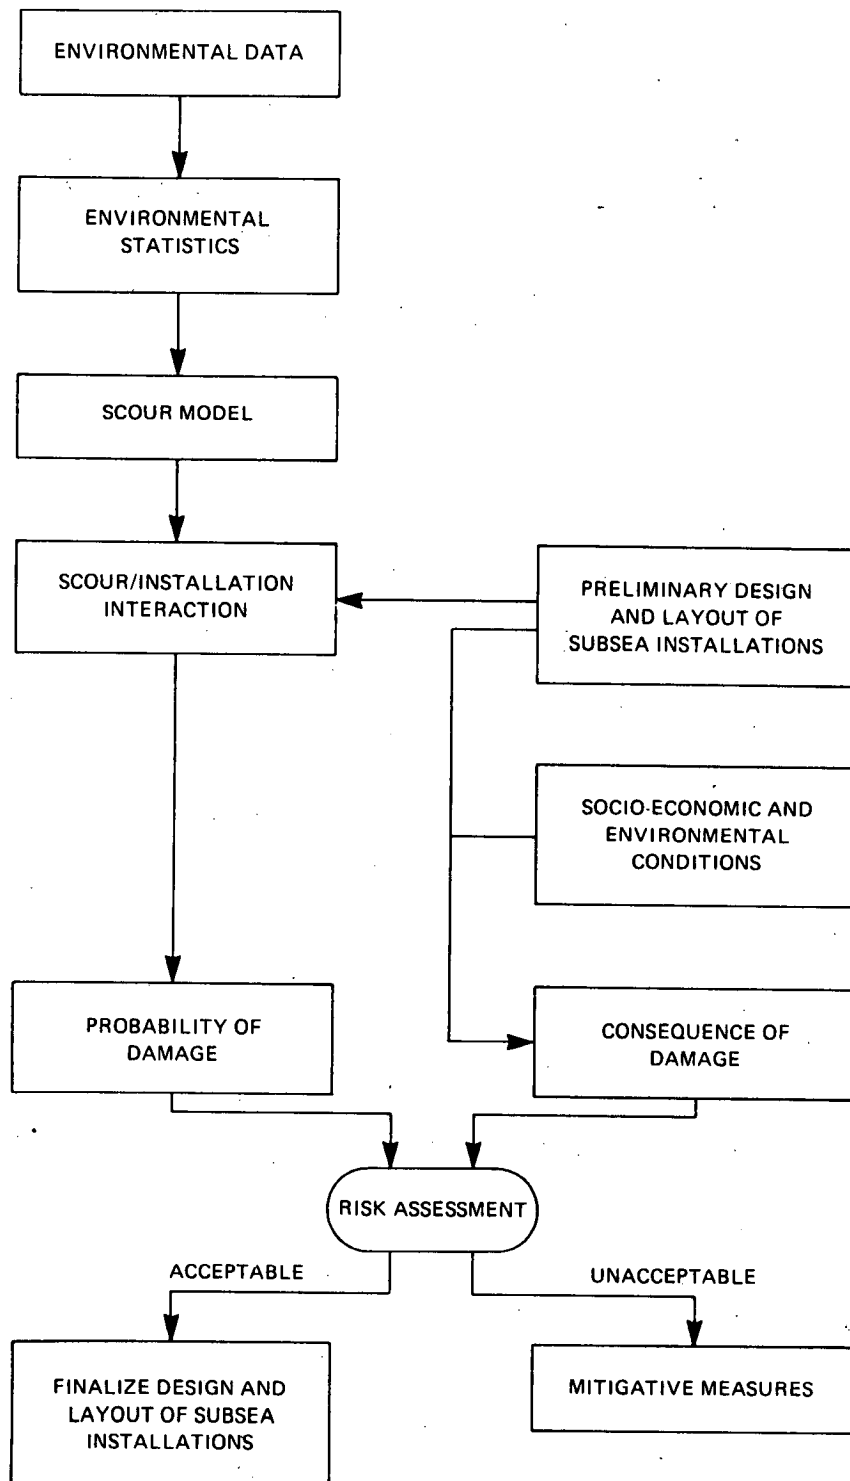 ENVIRONMENTAL DATA
ENVIRONMENTAL
STATISTICS
SCOUR MODEL
SCOUR/INSTALLATION
INTERACTION
PRELIMINARY DESIGN
AND LAYOUT OF
SUBSEA INSTALLATIONS
SOCIO-ECONOMIC AND
ENVIRONMENTAL
CONDITIONS
PROBABILITY OF
DAMAGE
CONSEQUENCE OF
DAMAGE
RISK ASSESSMENT
ACCEPTABLE
UNACCEPTABLE
FINALIZE DESIGN AND
LAYOUT OF SUBSEA
INSTALLATIONS
MITIGATIVE MEASURES